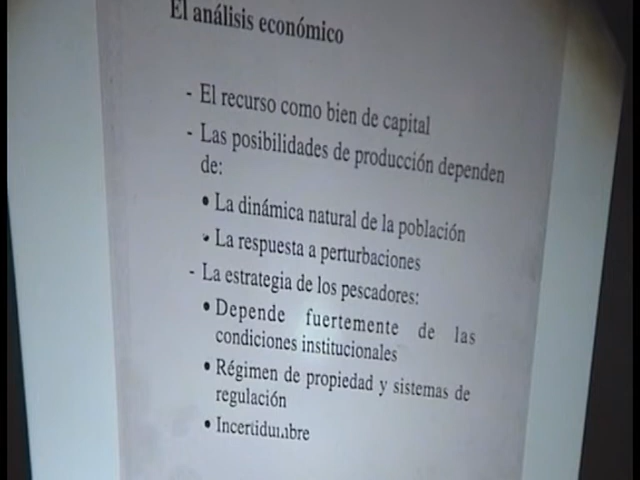 El análisis económico
- El recurso como bien de capital
- Las posibilidades de producción dependen
de:
• La dinámica natural de la población
• La respuesta a perturbaciones
- La estrategia de los pescadores:
• Depende fuertemente de las
condiciones institucionales
• Régimen de propiedad y sistemas de
regulación
• Incertidumbre